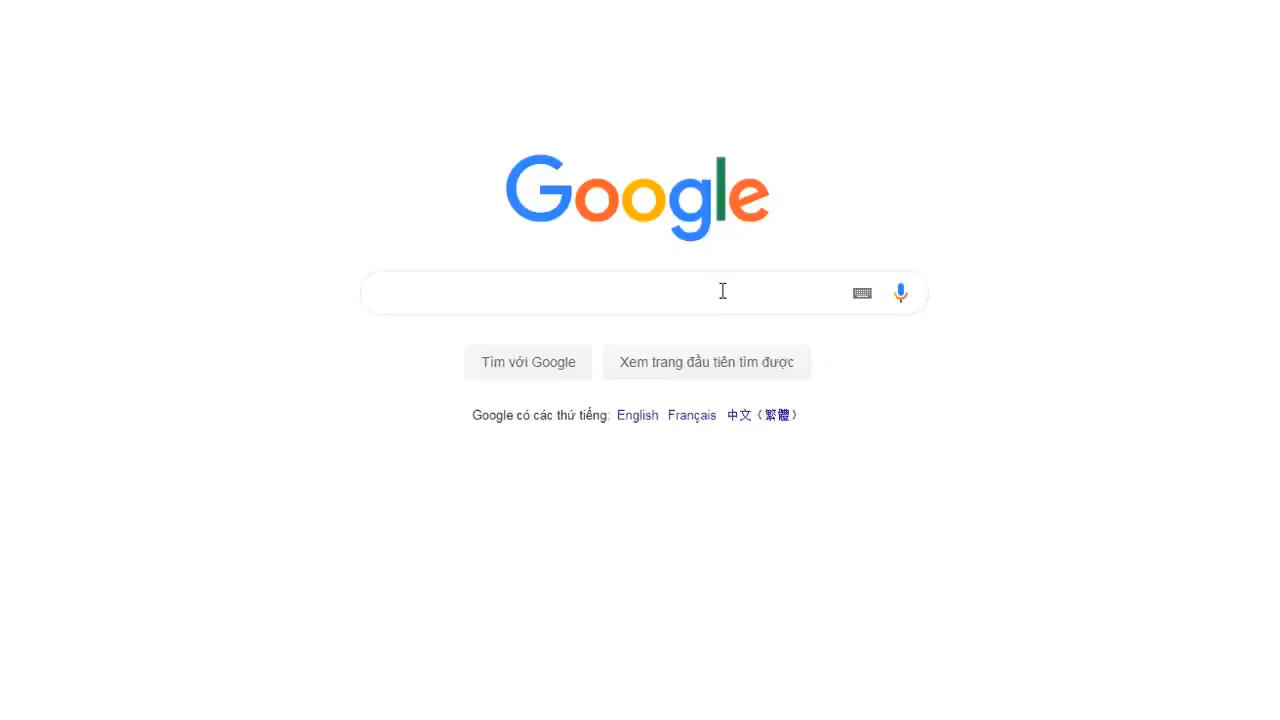 Google
Tìm với Google
Xem trang đầu tiên tìm được
Google có các thứ tiếng: English Français 中文（繁體）